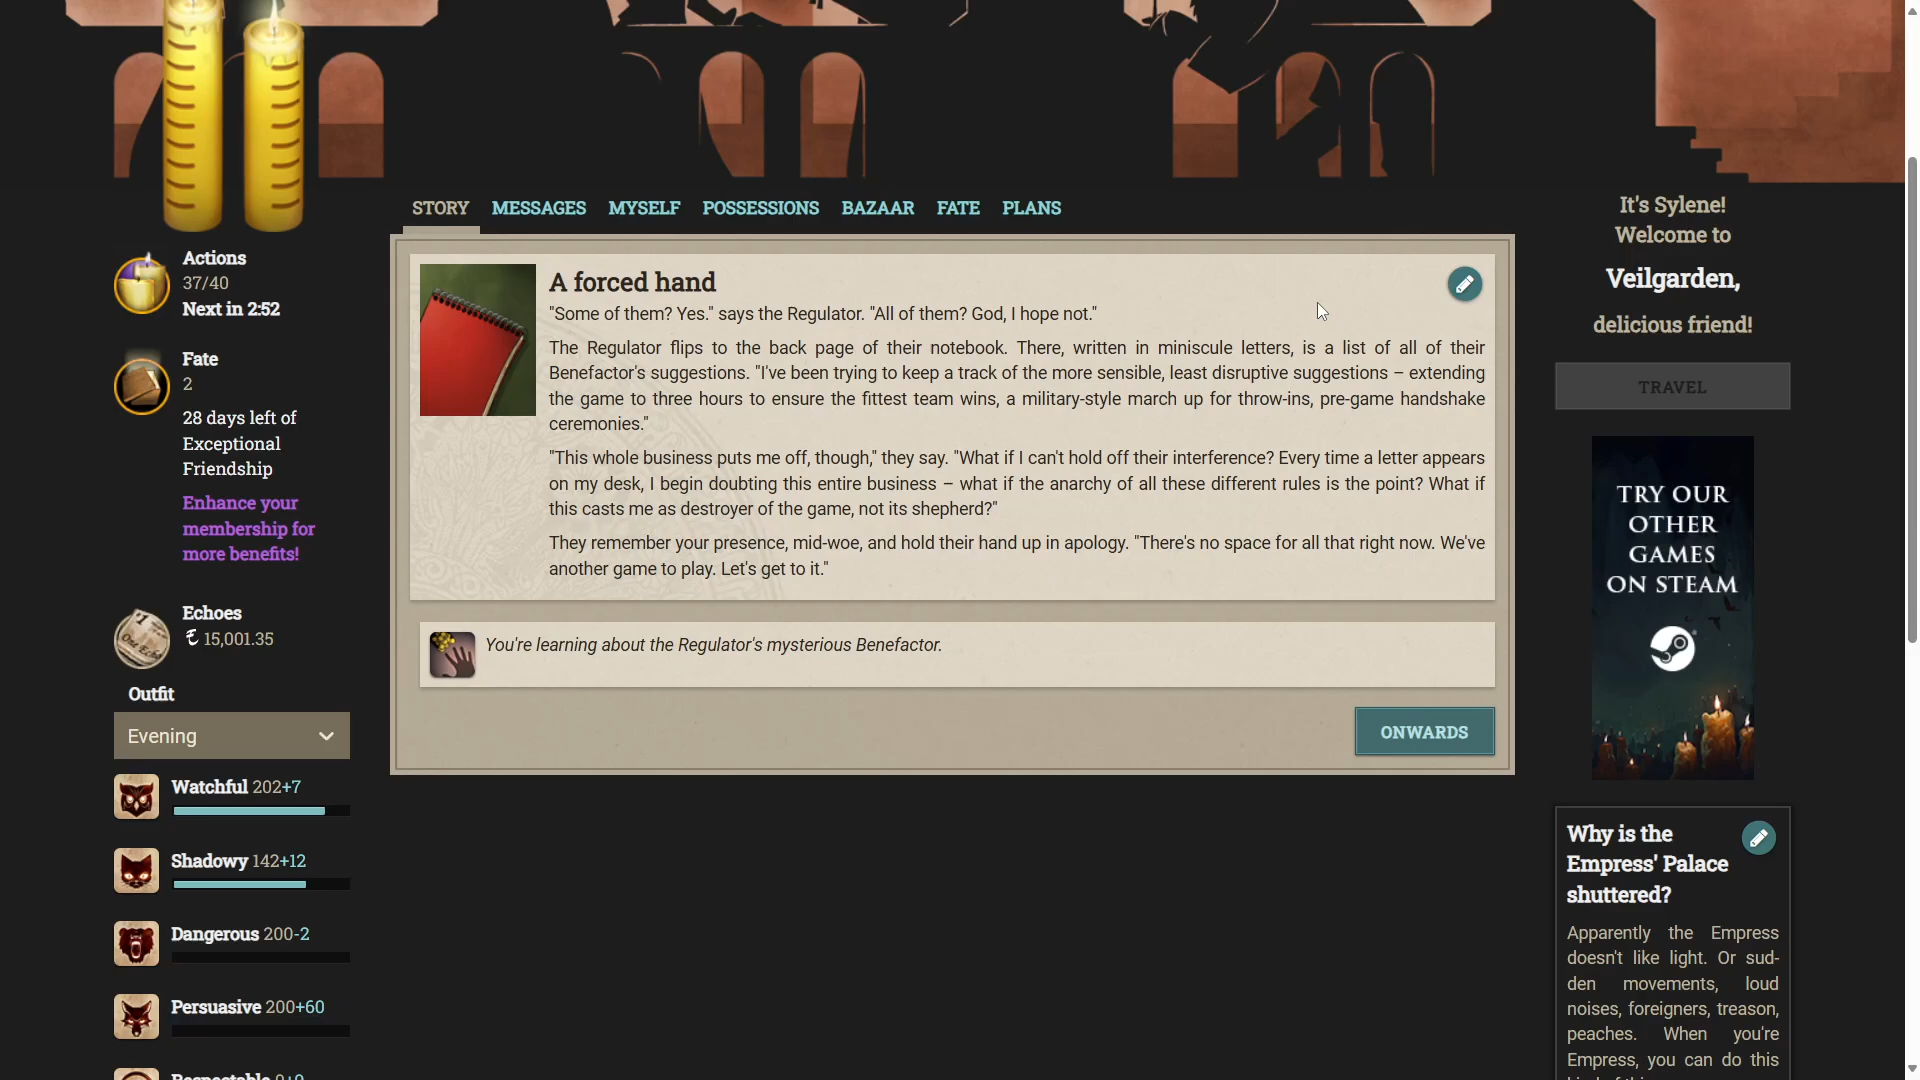 STORY MESSAGES MYSELF POSSESSIONS BAZAAR FATE PLANS
Actions
37/40
Next in 2:52
Fate
2
28 days left of
Exceptional
Friendship
Enhance your
membership for
more benefits!
Echoes
15,001.35
Outfit
Evening
Watchful 202+7
Shadowy 142+12
Dangerous 200-2
Persuasive 200+60
A forced hand
"Some of them? Yes." says the Regulator. "All of them? God, I hope not."
The Regulator flips to the back page of their notebook. There, written in miniscule letters, is a list of all of their
Benefactor's suggestions. "I've been trying to keep a track of the more sensible, least disruptive suggestions – extending
the game to three hours to ensure the fittest team wins, a military-style march up for throw-ins, pre-game handshake
ceremonies."
"This whole business puts me off, though," they say. "What if I can't hold off their interference? Every time a letter appears
on my desk, I begin doubting this entire business – what if the anarchy of all these different rules is the point? What if
this casts me as destroyer of the game, not its shepherd?"
They remember your presence, mid-woe, and hold their hand up in apology. "There's no space for all that right now. We've
another game to play. Let's get to it."
You're learning about the Regulator's mysterious Benefactor.
ONWARDS
It's Sylene!
Welcome to
Veilgarden,
delicious friend!
TRAVEL
TRY OUR
OTHER
GAMES
ON STEAM
Why is the
Empress' Palace
shuttered?
Apparently the Empress
doesn't like light. Or sud-
den movements, loud
noises, foreigners, treason,
peaches. When you're
Empress, you can do this